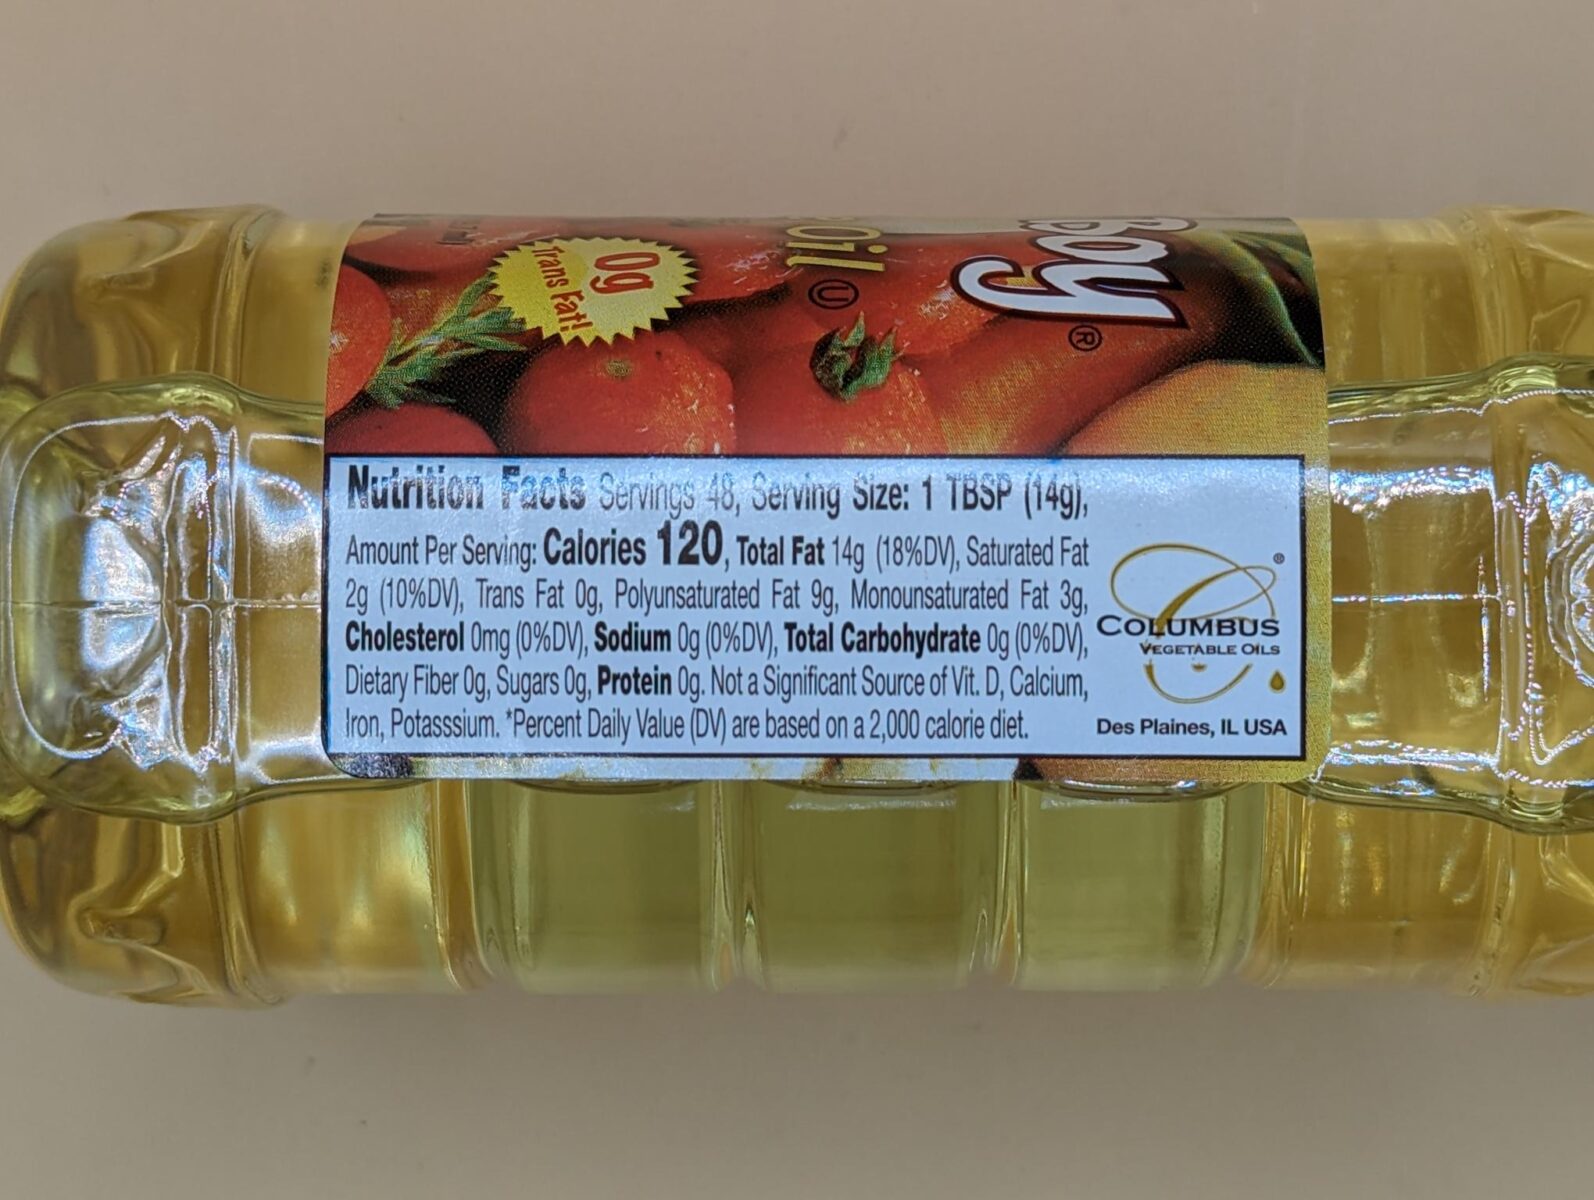 Boy
®
Oil
U
0g
Trans Fat!
Nutrition Facts Servings 48, Serving Size: 1 TBSP (14g),
Amount Per Serving: Calories 120, Total Fat 14g (18%DV), Saturated Fat
2g (10%DV), Trans Fat 0g, Polyunsaturated Fat 9g, Monounsaturated Fat 3g,
Cholesterol 0mg (0%DV), Sodium 0g (0%DV), Total Carbohydrate 0g (0%DV),
Dietary Fiber 0g, Sugars 0g, Protein 0g. Not a Significant Source of Vit. D, Calcium,
Iron, Potasssium. *Percent Daily Value (DV) are based on a 2,000 calorie diet.
®
COLUMBUS
VEGETABLE OILS
Des Plaines, IL USA